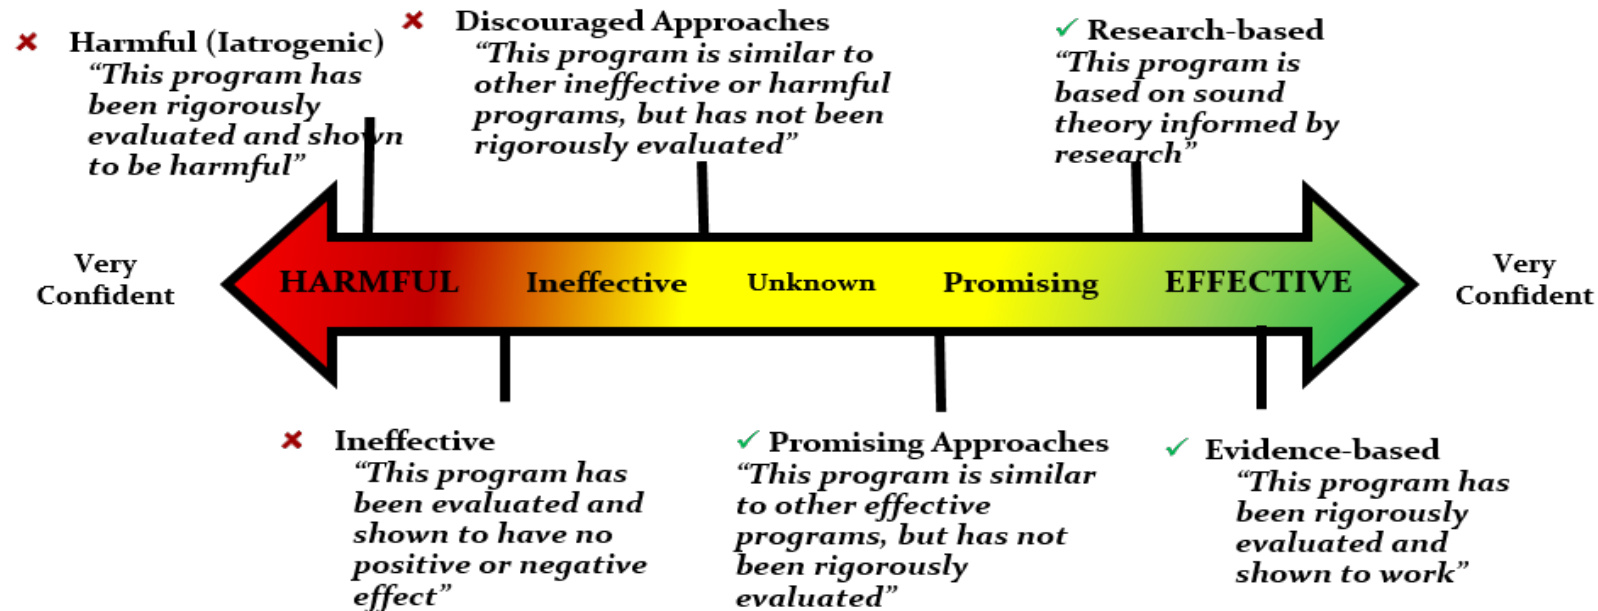 Harmful (Iatrogenic)
“This program has
been rigorously
evaluated and shown
to be harmful”
Discouraged Approaches
“This program is similar to
other ineffective or harmful
programs, but has not been
rigorously evaluated”
Research-based
“This program is
based on sound
theory informed by
research”
Very
Confident
HARMFUL
Ineffective
Unknown
Promising
EFFECTIVE
Very
Confident
Ineffective
“This program has
been evaluated and
shown to have no
positive or negative
effect”
Promising Approaches
“This program is similar
to other effective
programs, but has not
been rigorously
evaluated”
Evidence-based
“This program has
been rigorously
evaluated and
shown to work”